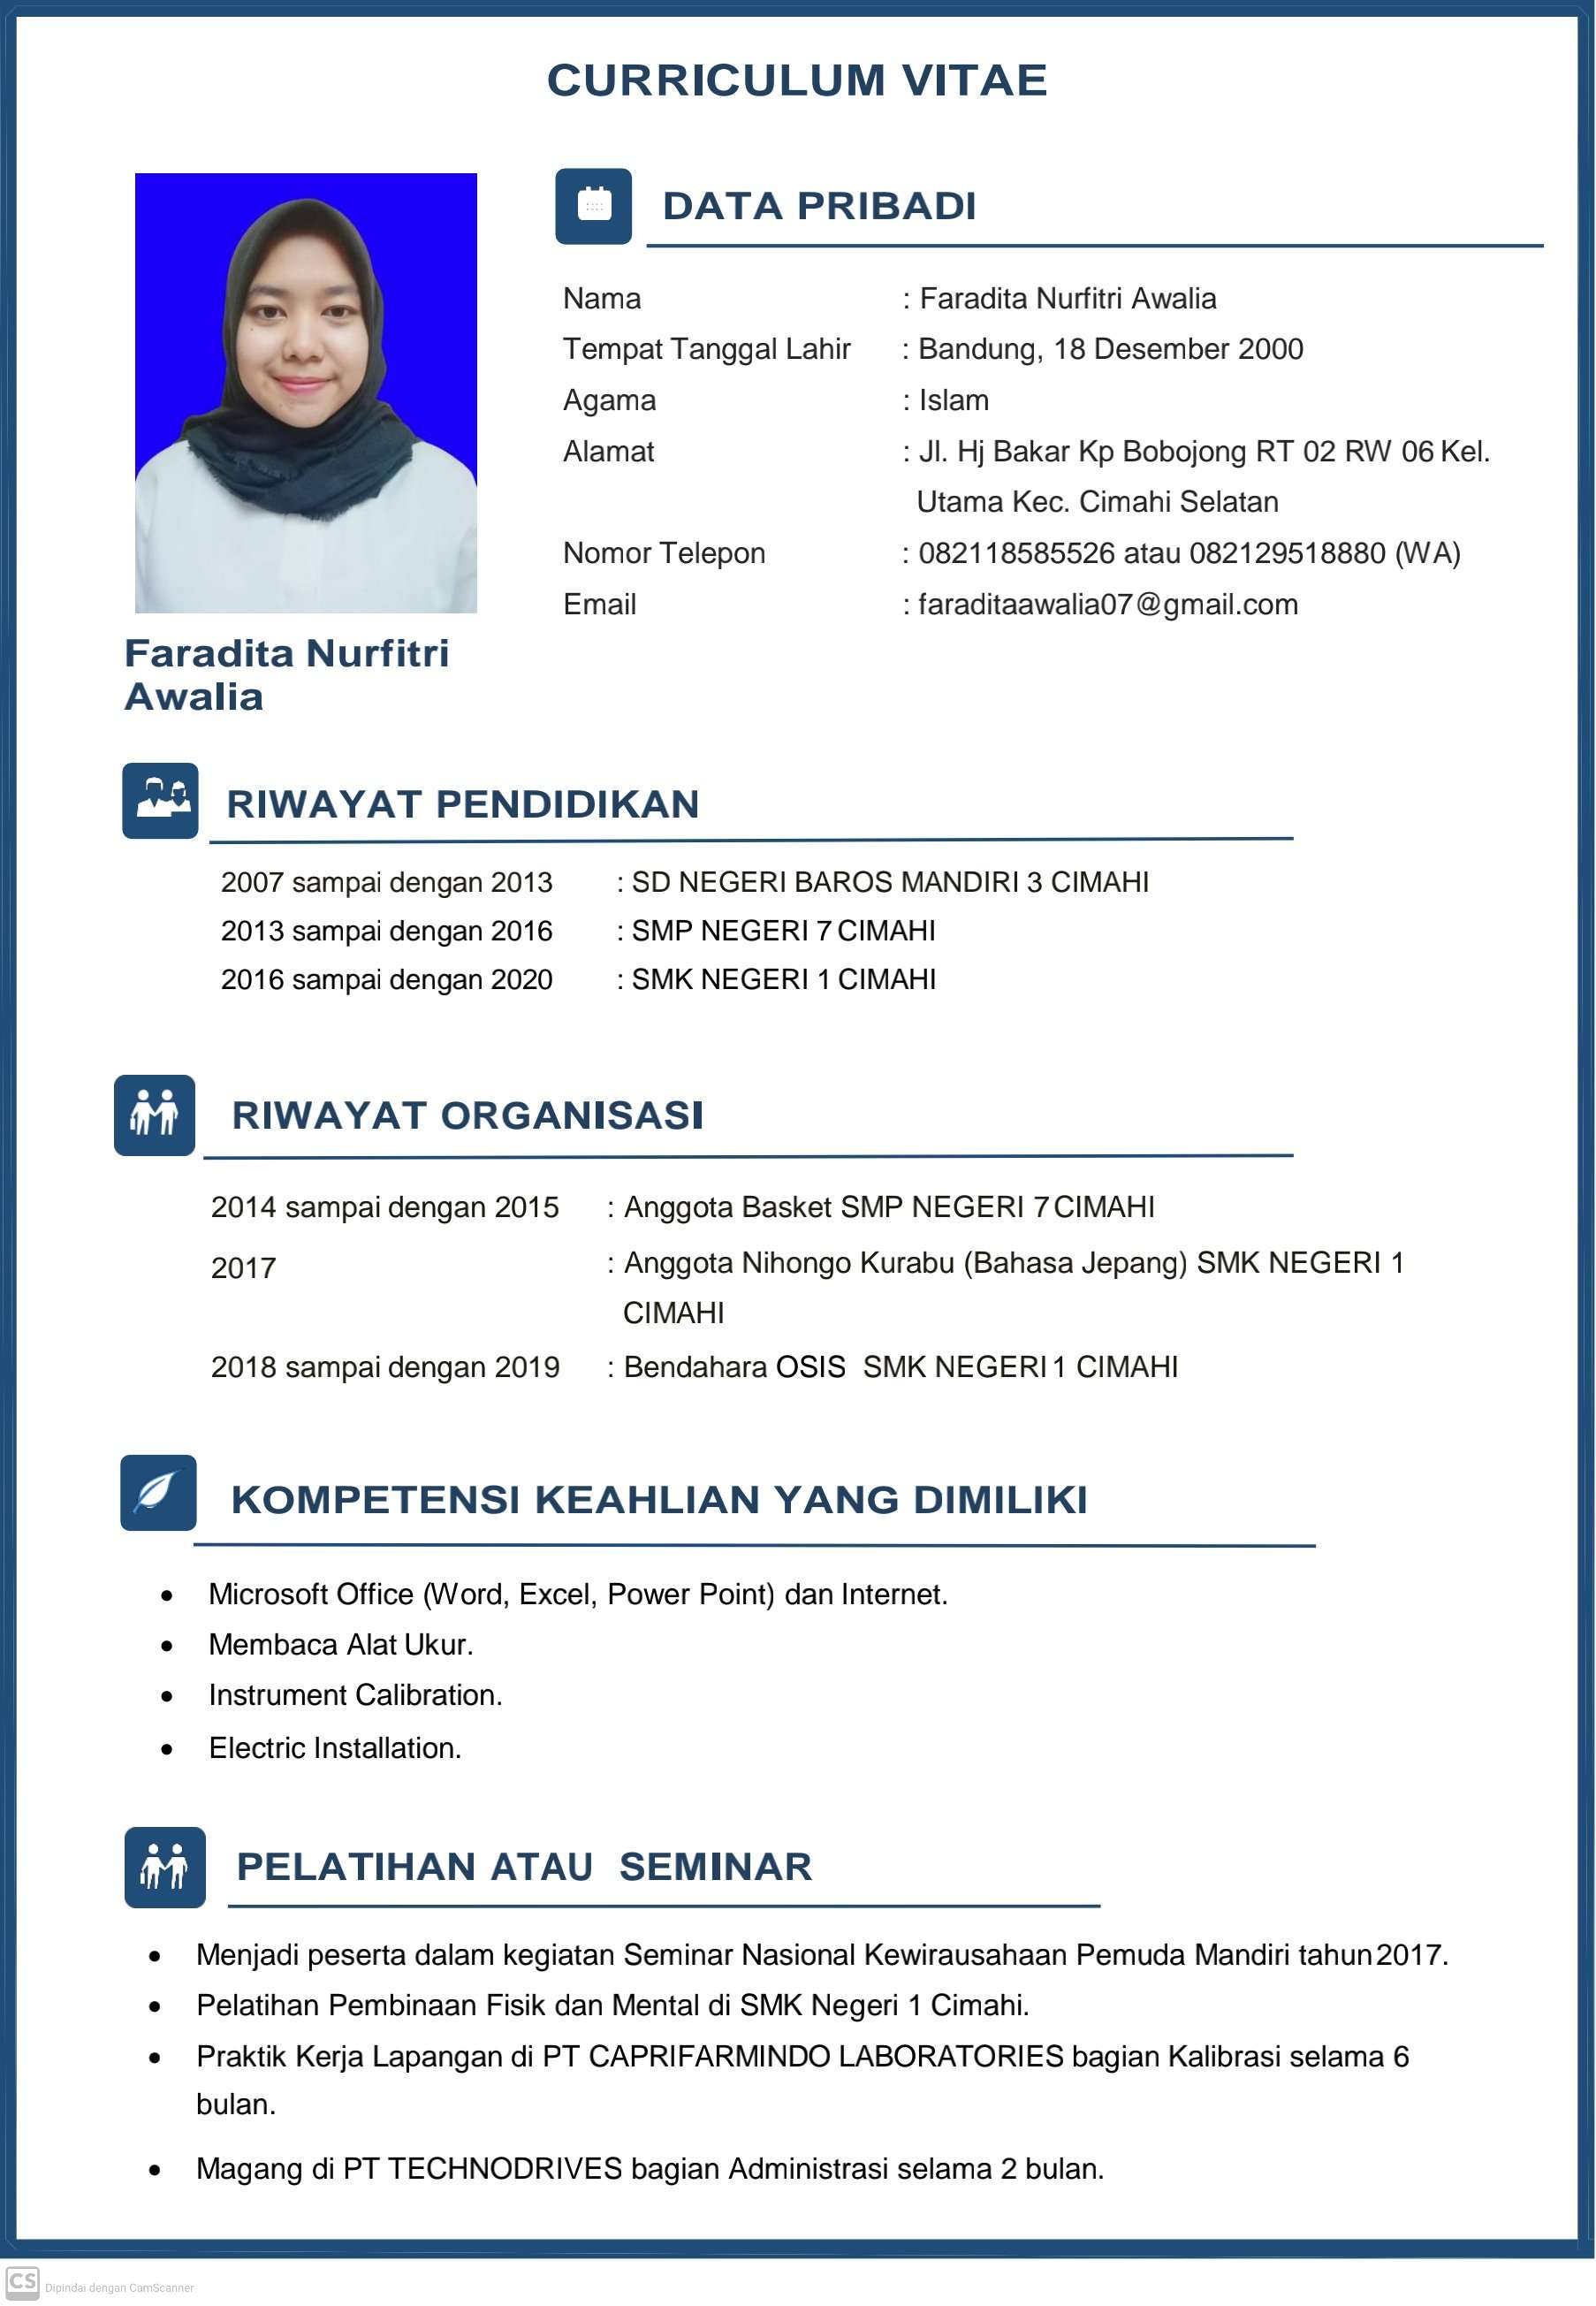 CURRICULUM VITAE
DATA PRIBADI
Nama : Faradita Nurfitri Awalia
Tempat Tanggal Lahir : Bandung, 18 Desember 2000
Agama : Islam
Alamat : Jl. Hj Bakar Kp Bobojong RT 02 RW 06 Kel.
Utama Kec. Cimahi Selatan
Nomor Telepon : 082118585526 atau 082129518880 (WA)
Email : faraditaawalia07@gmail.com
Faradita Nurfitri
Awalia
RIWAYAT PENDIDIKAN
2007 sampai dengan 2013 : SD NEGERI BAROS MANDIRI 3 CIMAHI
2013 sampai dengan 2016 : SMP NEGERI 7 CIMAHI
2016 sampai dengan 2020 : SMK NEGERI 1 CIMAHI
RIWAYAT ORGANISASI
2014 sampai dengan 2015 : Anggota Basket SMP NEGERI 7 CIMAHI
2017 : Anggota Nihongo Kurabu (Bahasa Jepang) SMK NEGERI 1
CIMAHI
2018 sampai dengan 2019 : Bendahara OSIS SMK NEGERI 1 CIMAHI
KOMPETENSI KEAHLIAN YANG DIMILIKI
• Microsoft Office (Word, Excel, Power Point) dan Internet.
• Membaca Alat Ukur.
• Instrument Calibration.
• Electric Installation.
PELATIHAN ATAU SEMINAR
• Menjadi peserta dalam kegiatan Seminar Nasional Kewirausahaan Pemuda Mandiri tahun 2017.
• Pelatihan Pembinaan Fisik dan Mental di SMK Negeri 1 Cimahi.
• Praktik Kerja Lapangan di PT CAPRIFARMINDO LABORATORIES bagian Kalibrasi selama 6
bulan.
• Magang di PT TECHNODRIVES bagian Administrasi selama 2 bulan.
CS Dipindai dengan CamScanner